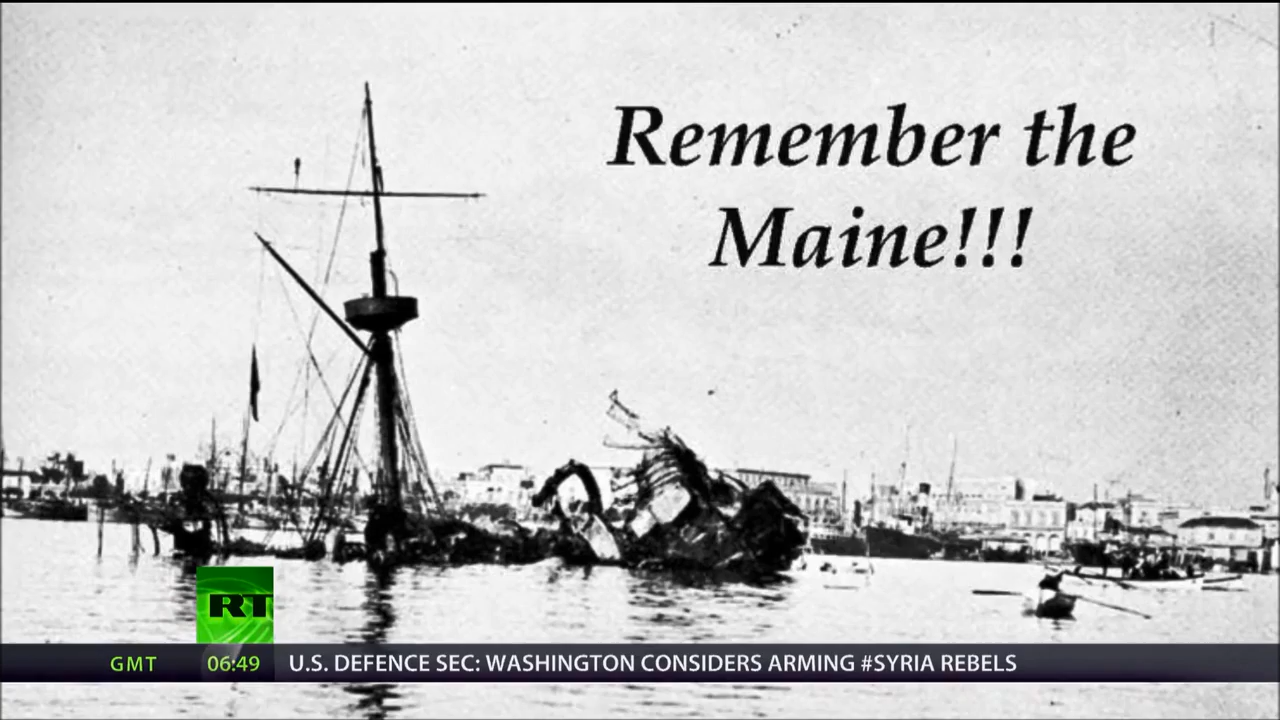 Remember the
Maine!!!
RT
GMT 06:49 U.S. DEFENCE SEC: WASHINGTON CONSIDERS ARMING #SYRIA REBELS